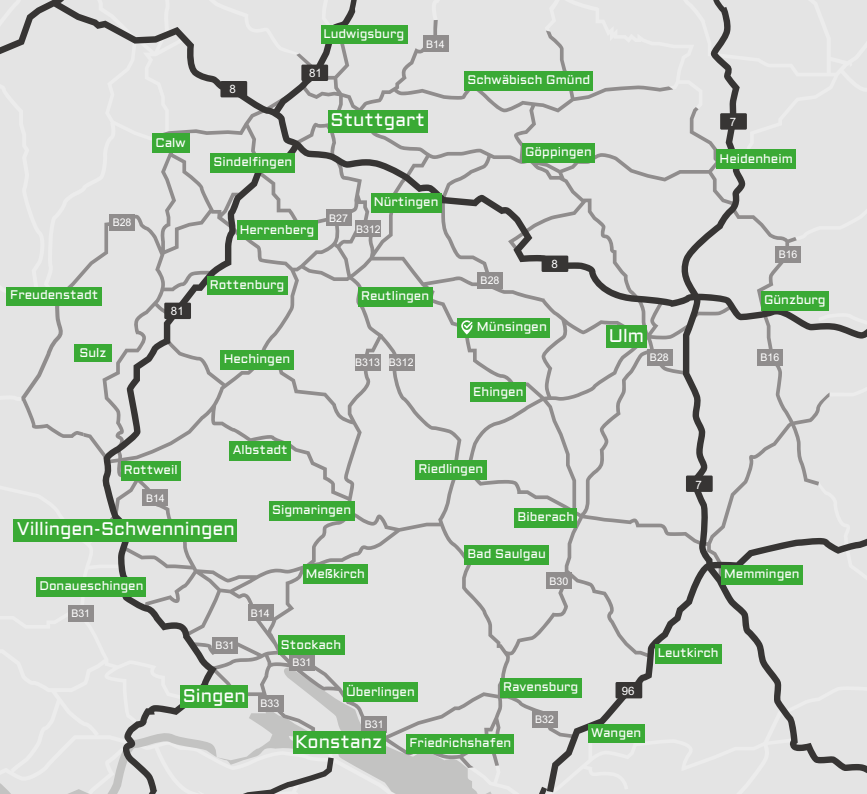 Ludwigsburg
B14
81
Schwäbisch Gmünd
8
Stuttgart
7
Calw
Sindelfingen
Göppingen
Heidenheim
Nürtingen
B28
B27
Herrenberg
B312
B16
8
Rottenburg
B28
Freudenstadt
Reutlingen
Günzburg
81
Münsingen
Ulm
Sulz
Hechingen
B313
B312
B28
B16
Ehingen
Albstadt
Rottweil
Riedlingen
7
B14
Sigmaringen
Biberach
Villingen-Schwenningen
Bad Saulgau
Meßkirch
Memmingen
B30
Donaueschingen
B31
B14
B31
Stockach
Leutkirch
B31
Singen
Überlingen
Ravensburg
96
B33
B31
B32
Konstanz
Friedrichshafen
Wangen